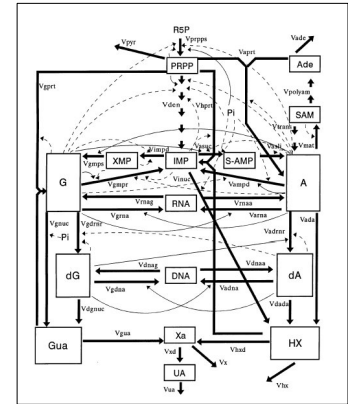 R5P
Vprpps
Vpyr
PRPP
Vaprt
Vade
Ade
Vgprt
Vden
Vhprt
Pi
Vpolyam
SAM
Vtrans
Vasuc
Vimpd
Vasli
Vmat
G
XMP
IMP
S-AMP
A
Vgmps
Vgmpr
Vinuc
Vampd
Vrnag
RNA
Vrnaa
Vgrna
Varna
Vgnuc
Vgdrnr
Pi
Vadrnr
Vada
dG
Vdnag
DNA
Vdnaa
dA
Vgdna
Vadna
Vdgnuc
Vdada
Gua
Vgua
Xa
Vhxd
HX
Vxd
Vx
UA
Vua
Vhx